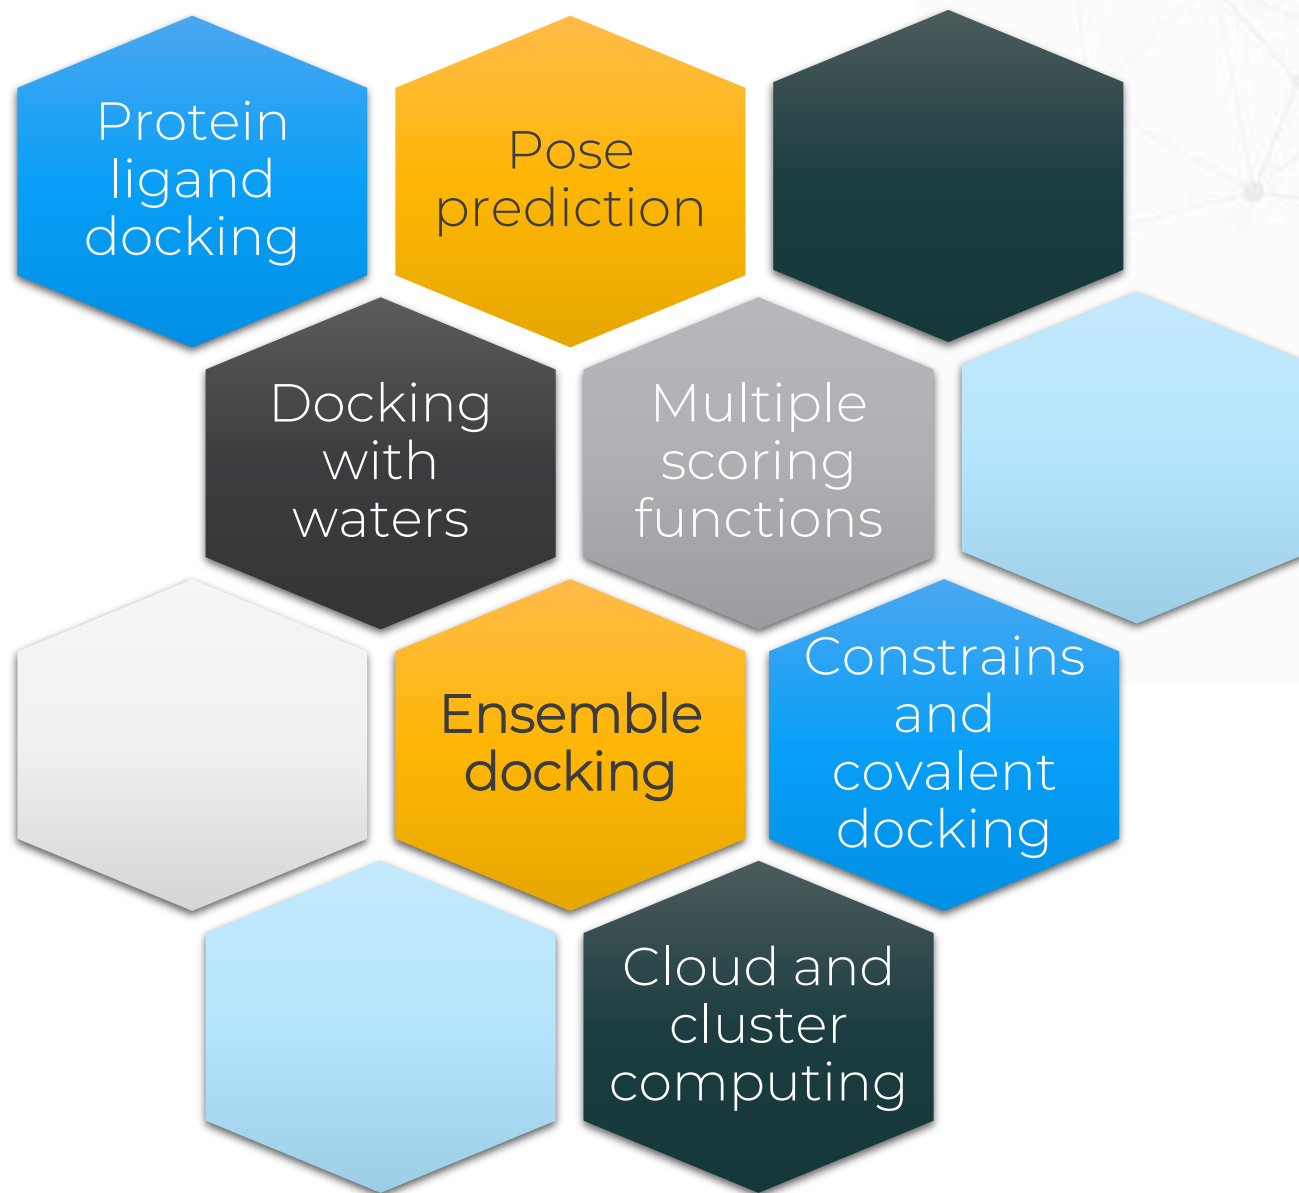 Protein
ligand
docking
Pose
prediction
Docking
with
waters
Multiple
scoring
functions
Ensemble
docking
Constrains
and
covalent
docking
Cloud and
cluster
computing